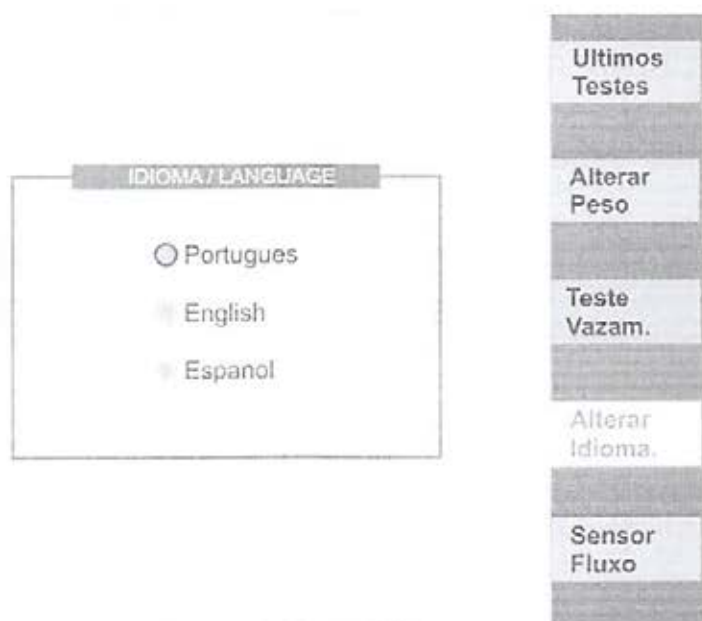 IDIOMA / LANGUAGE
Portugues
English
Espanol
Ultimos
Testes
Alterar
Peso
Teste
Vazam.
Alterar
Idioma.
Sensor
Fluxo